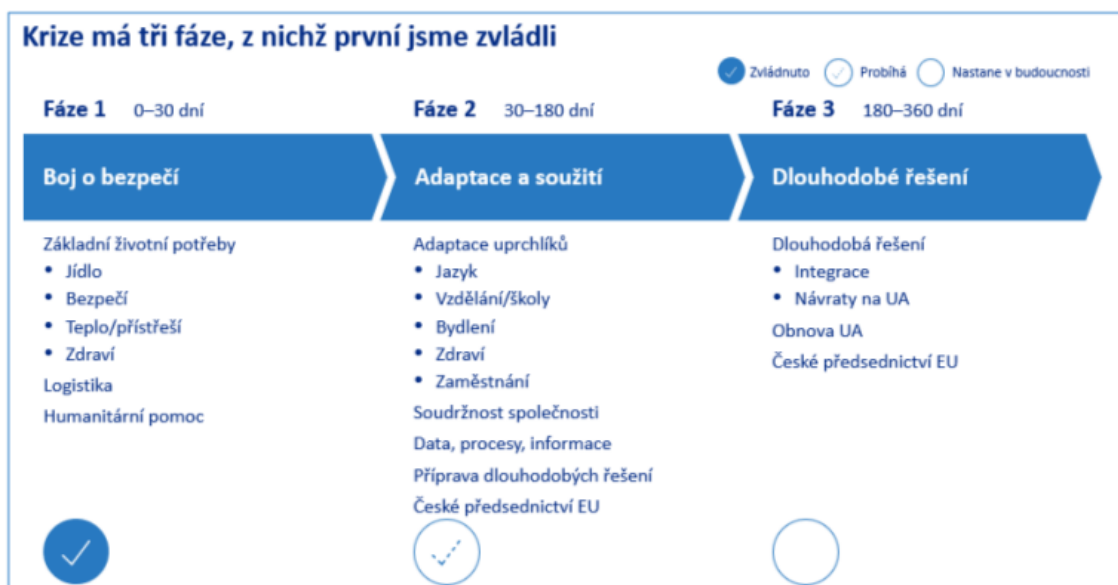 Krize má tři fáze, z nichž první jsme zvládli
Zvládnuto
Probíhá
Nastane v budoucnosti
Fáze 1 0–30 dní
Boj o bezpečí
Základní životní potřeby
• Jídlo
• Bezpečí
• Teplo/přístřeší
• Zdraví
Logistika
Humanitární pomoc
Fáze 2 30–180 dní
Adaptace a soužití
Adaptace uprchlíků
• Jazyk
• Vzdělání/školy
• Bydlení
• Zdraví
• Zaměstnání
Soudržnost společnosti
Data, procesy, informace
Příprava dlouhodobých řešení
České předsednictví EU
Fáze 3 180–360 dní
Dlouhodobé řešení
Dlouhodobá řešení
• Integrace
• Návraty na UA
Obnova UA
České předsednictví EU